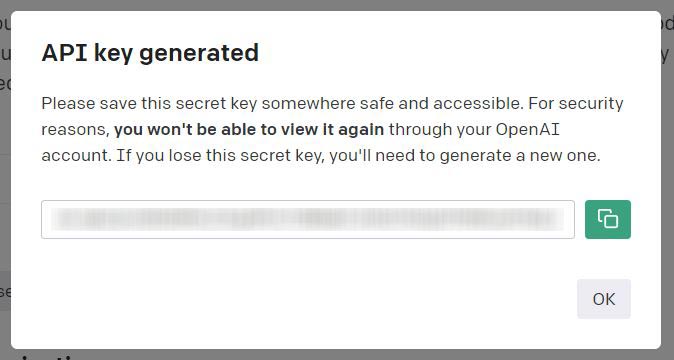 API key generated
Please save this secret key somewhere safe and accessible. For security
reasons, you won't be able to view it again through your OpenAI
account. If you lose this secret key, you'll need to generate a new one.
OK